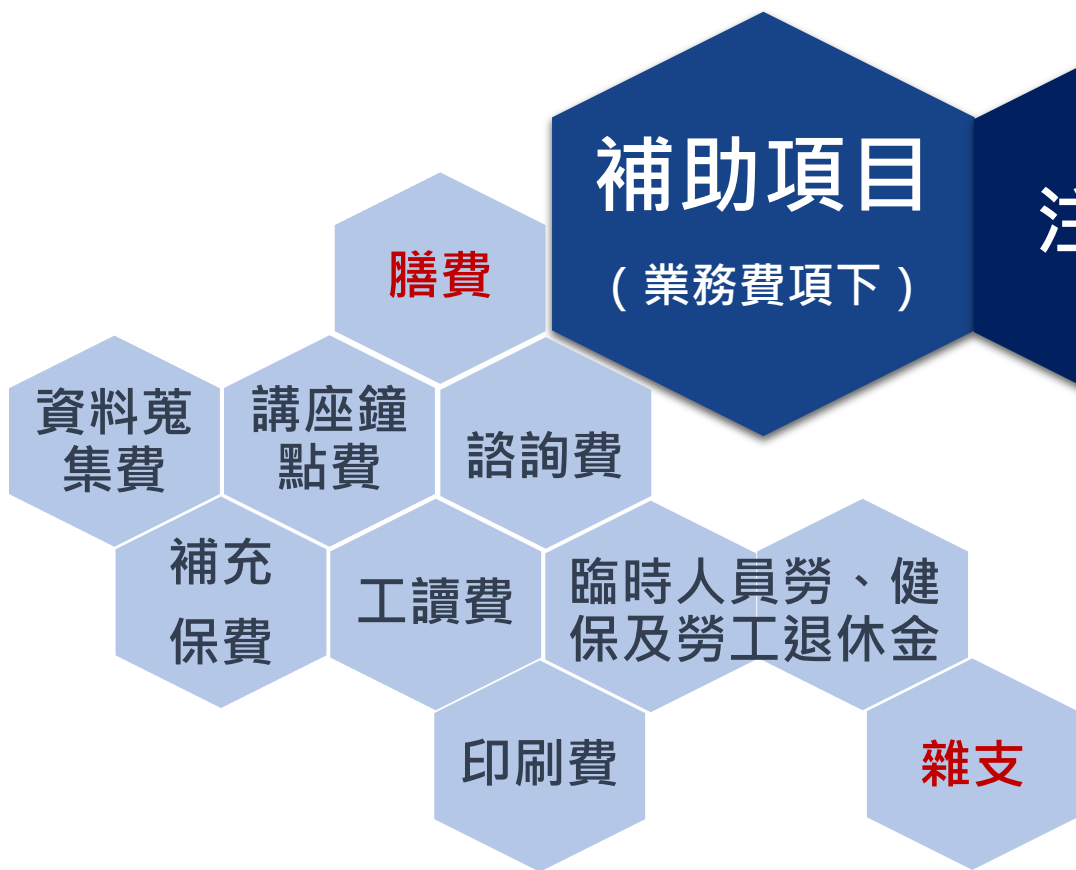 補助項目
（業務費項下）
膳費
資料蒐
集費
講座鐘
點費
諮詢費
補充
保費
工讀費
臨時人員勞、健
保及勞工退休金
印刷費
雜支